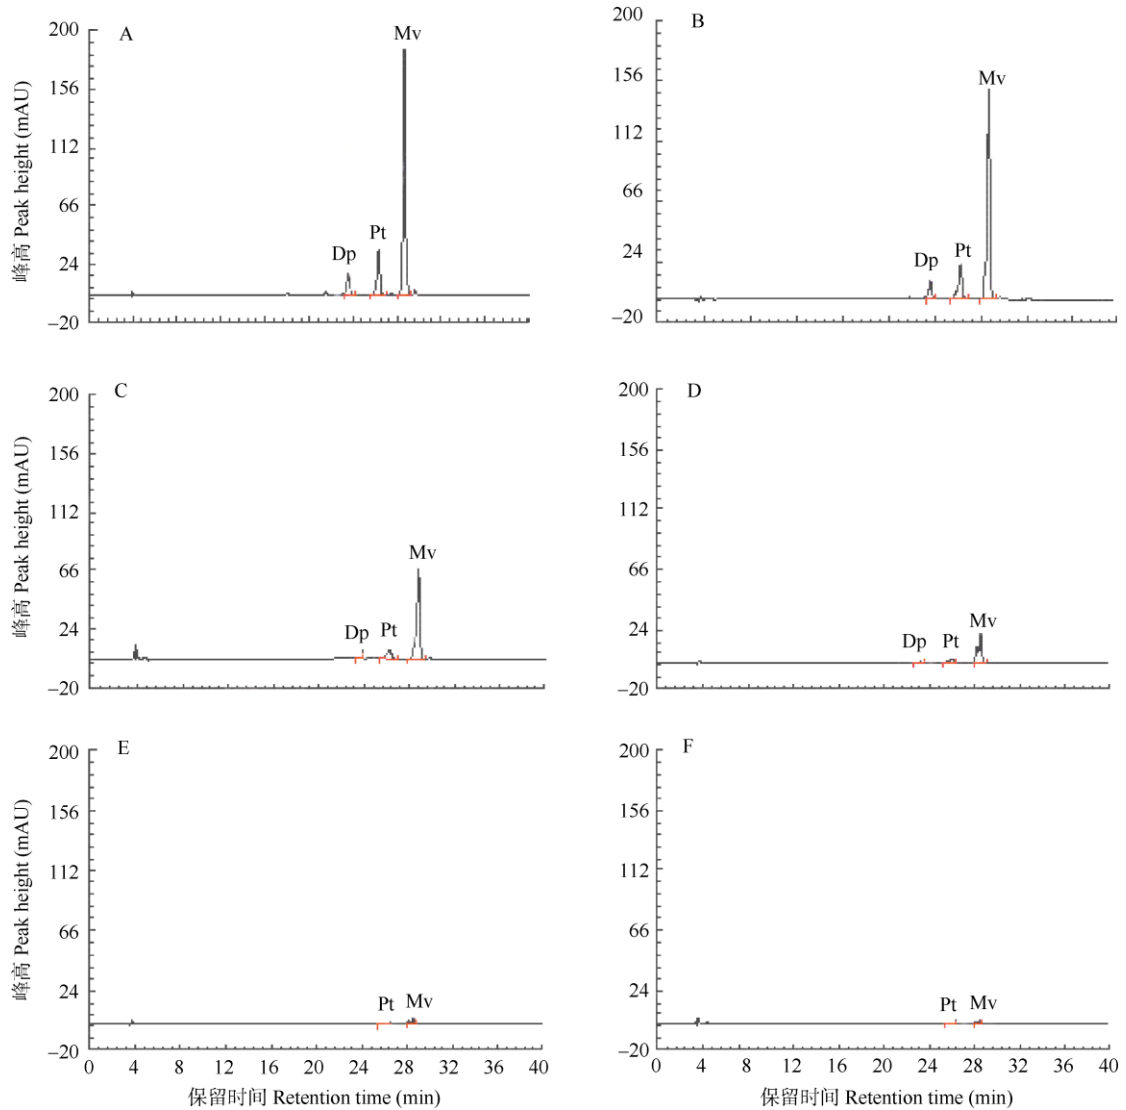 A
200
156
112
66
24
–20
峰高 Peak height (mAU)
Dp
Pt
Mv
B
200
156
112
66
24
–20
Dp
Pt
Mv
C
200
156
112
66
24
–20
峰高 Peak height (mAU)
Dp
Pt
Mv
D
200
156
112
66
24
–20
Dp
Pt
Mv
E
200
156
112
66
24
–20
峰高 Peak height (mAU)
Pt
Mv
0 4 8 12 16 20 24 28 32 36 40
保留时间 Retention time (min)
F
200
156
112
66
24
–20
Pt
Mv
0 4 8 12 16 20 24 28 32 36 40
保留时间 Retention time (min)